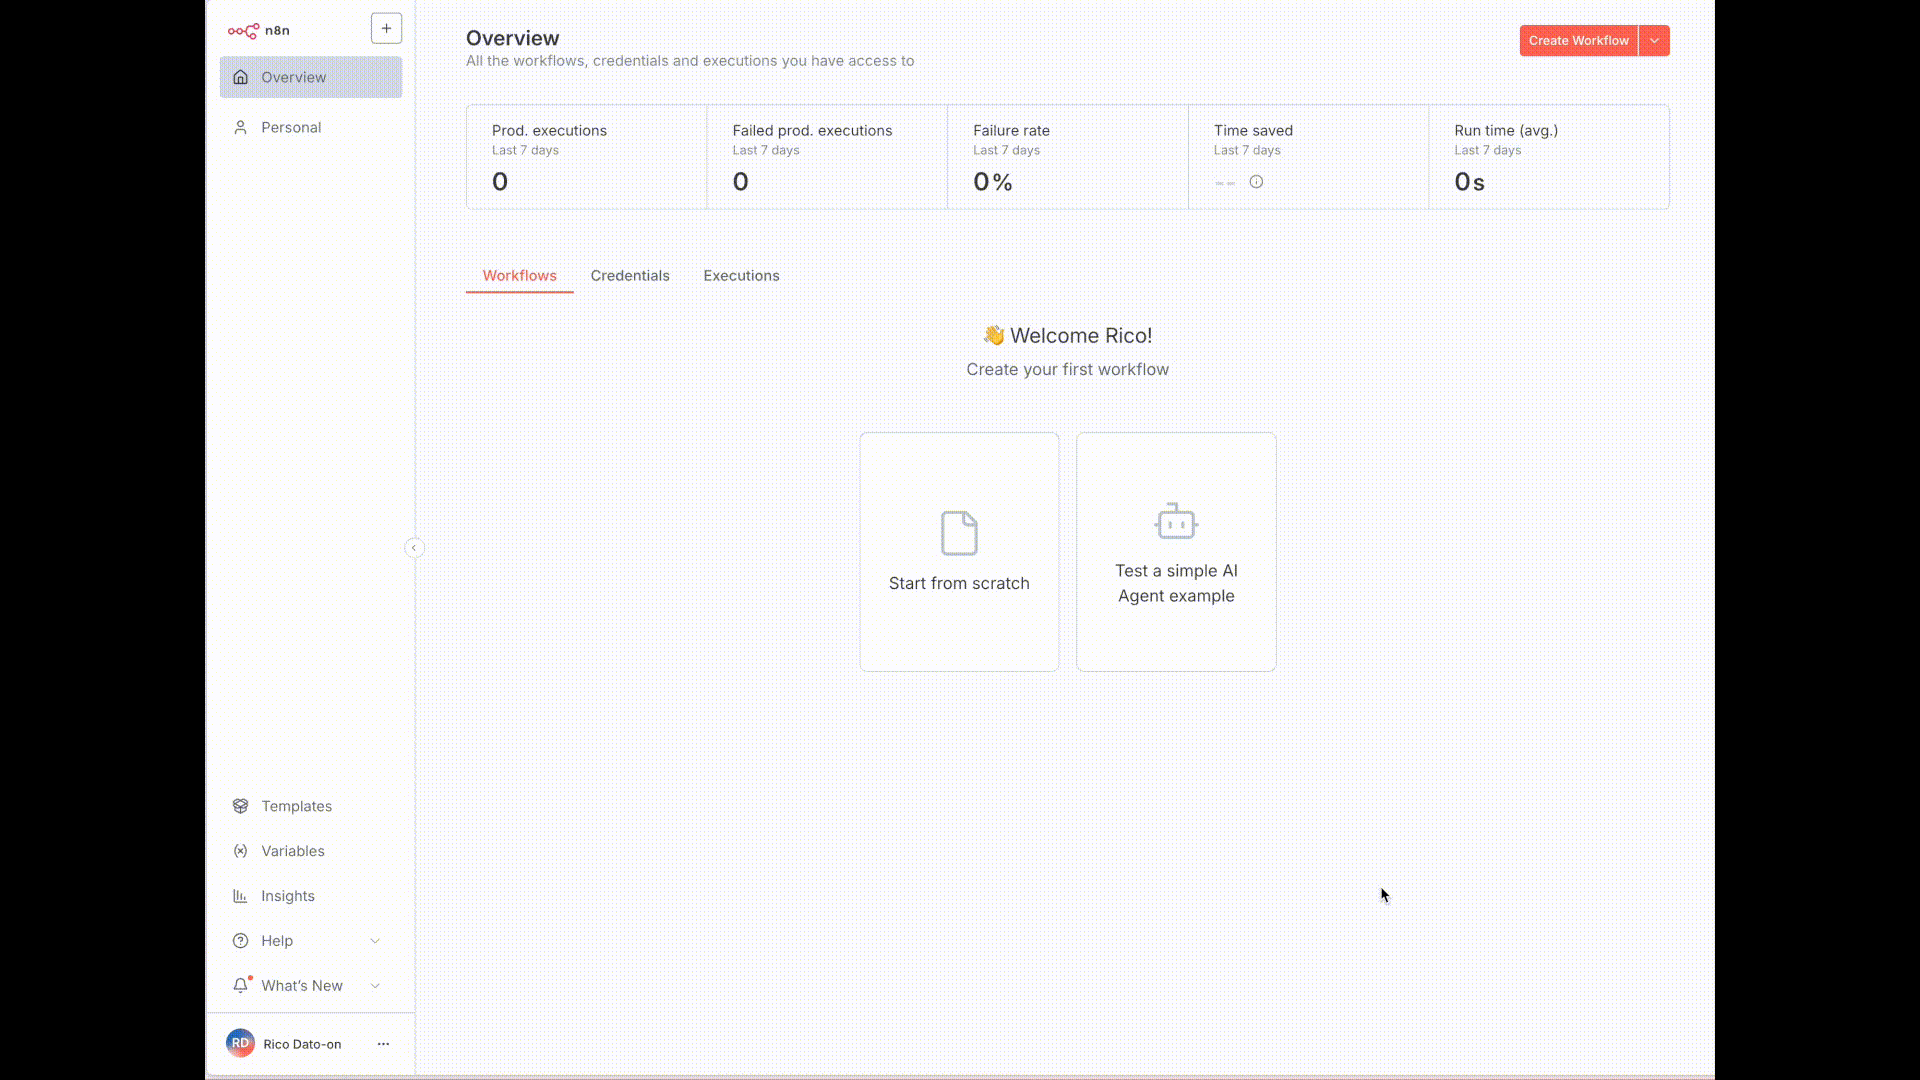 n8n
+
Overview
Personal
Templates
Variables
Insights
Help
What's New
RD
Rico Dato-on
Overview
All the workflows, credentials and executions you have access to
Create Workflow
Prod. executions
Last 7 days
0
Failed prod. executions
Last 7 days
0
Failure rate
Last 7 days
0%
Time saved
Last 7 days
--
Run time (avg.)
Last 7 days
0s
Workflows
Credentials
Executions
👋 Welcome Rico!
Create your first workflow
Start from scratch
Test a simple AI
Agent example